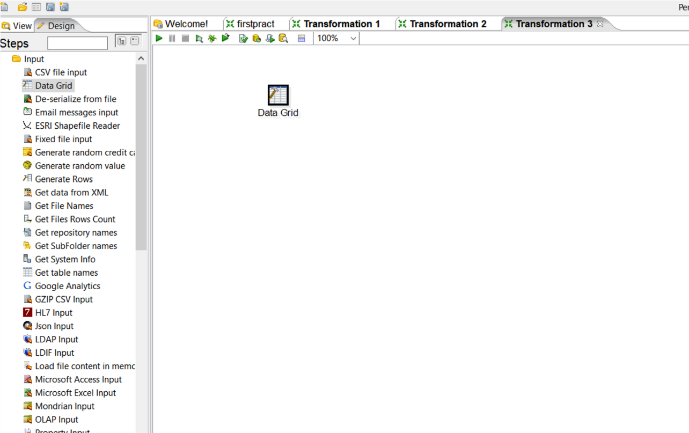 Per
View Design
Welcome! firstpract Transformation 1 Transformation 2 Transformation 3
Steps
100%
Input
CSV file input
Data Grid
De-serialize from file
Email messages input
ESRI Shapefile Reader
Fixed file input
Generate random credit ca
Generate random value
Generate Rows
Get data from XML
Get File Names
Get Files Rows Count
Get repository names
Get SubFolder names
Get System Info
Get table names
Google Analytics
GZIP CSV Input
HL7 Input
Json Input
LDAP Input
LDIF Input
Load file content in memo
Microsoft Access Input
Microsoft Excel Input
Mondrian Input
OLAP Input
Property Input
Data Grid